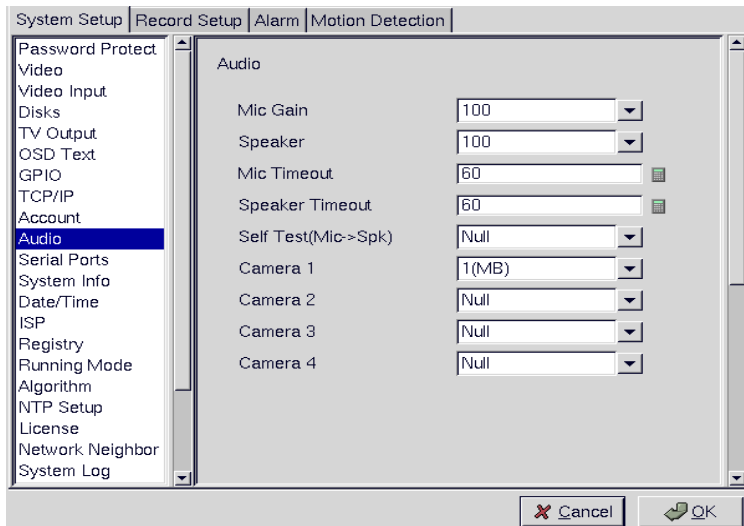 System Setup Record Setup Alarm Motion Detection
Password Protect
Video
Video Input
Disks
TV Output
OSD Text
GPIO
TCP/IP
Account
Audio
Serial Ports
System Info
Date/Time
ISP
Registry
Running Mode
Algorithm
NTP Setup
License
Network Neighbor
System Log
Audio
Mic Gain 100
Speaker 100
Mic Timeout 60
Speaker Timeout 60
Self Test(Mic->Spk) Null
Camera 1 1(MB)
Camera 2 Null
Camera 3 Null
Camera 4 Null
Cancel OK